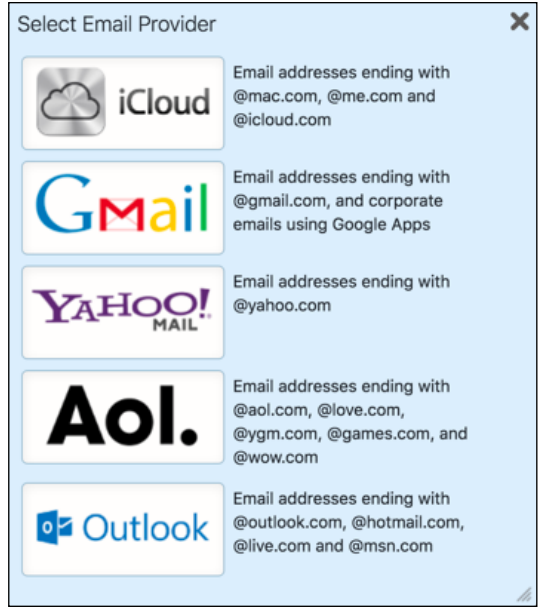 Select Email Provider
iCloud
Email addresses ending with
@mac.com, @me.com and
@icloud.com
Gmail
Email addresses ending with
@gmail.com, and corporate
emails using Google Apps
YAHOO!
MAIL
Email addresses ending with
@yahoo.com
Aol.
Email addresses ending with
@aol.com, @love.com,
@ygm.com, @games.com, and
@wow.com
Outlook
Email addresses ending with
@outlook.com, @hotmail.com,
@live.com and @msn.com